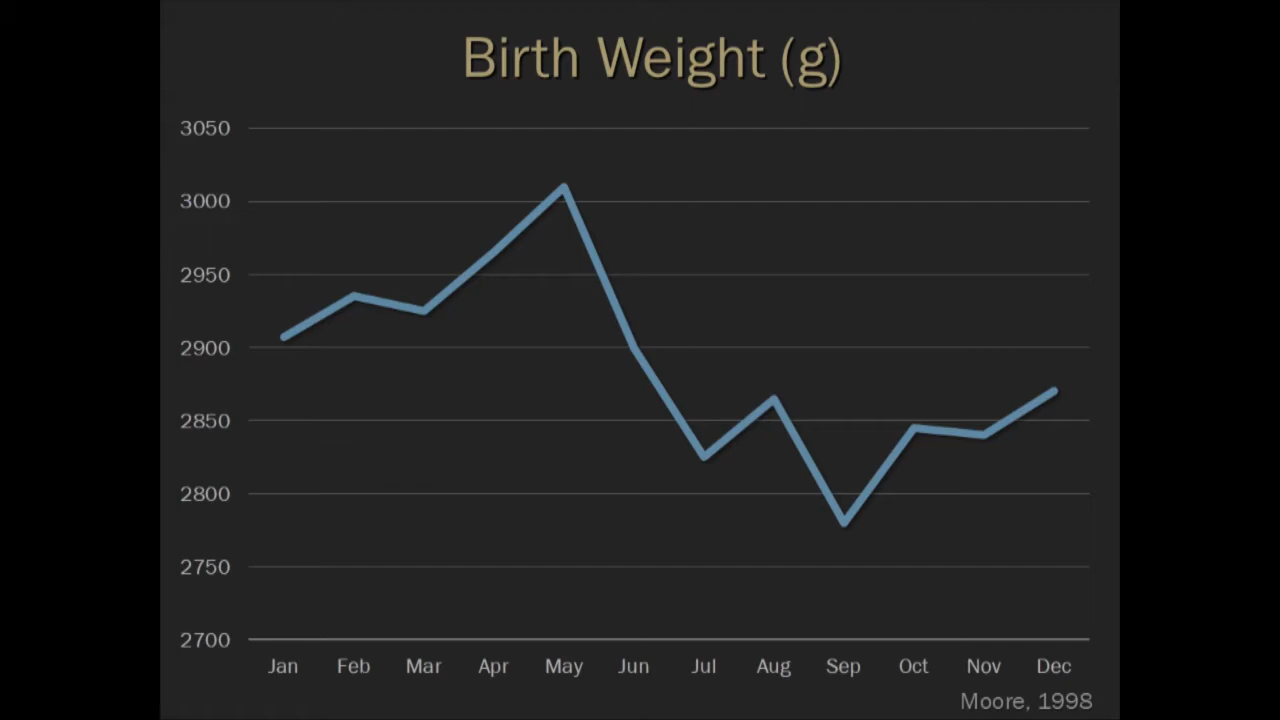 Birth Weight (g)
3050
3000
2950
2900
2850
2800
2750
2700
Jan Feb Mar Apr May Jun Jul Aug Sep Oct Nov Dec
Moore, 1998